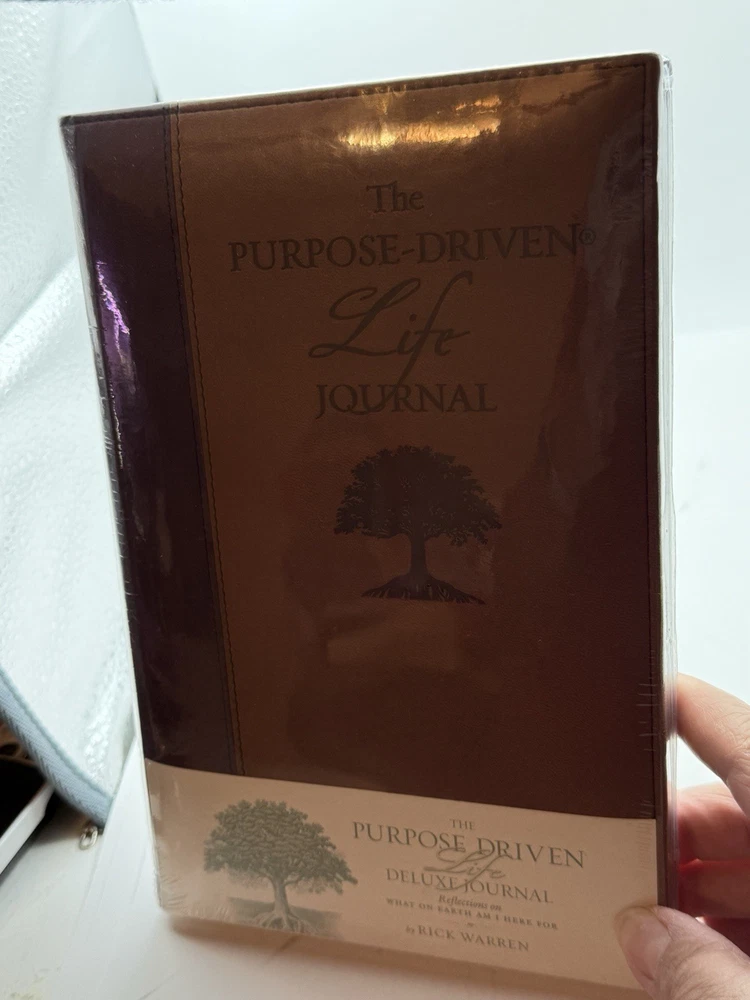 The
PURPOSE-DRIVEN®
Life
JOURNAL
THE
PURPOSE DRIVEN
Life
DELUXE JOURNAL
Reflections on
WHAT ON EARTH AM I HERE FOR
by RICK WARREN